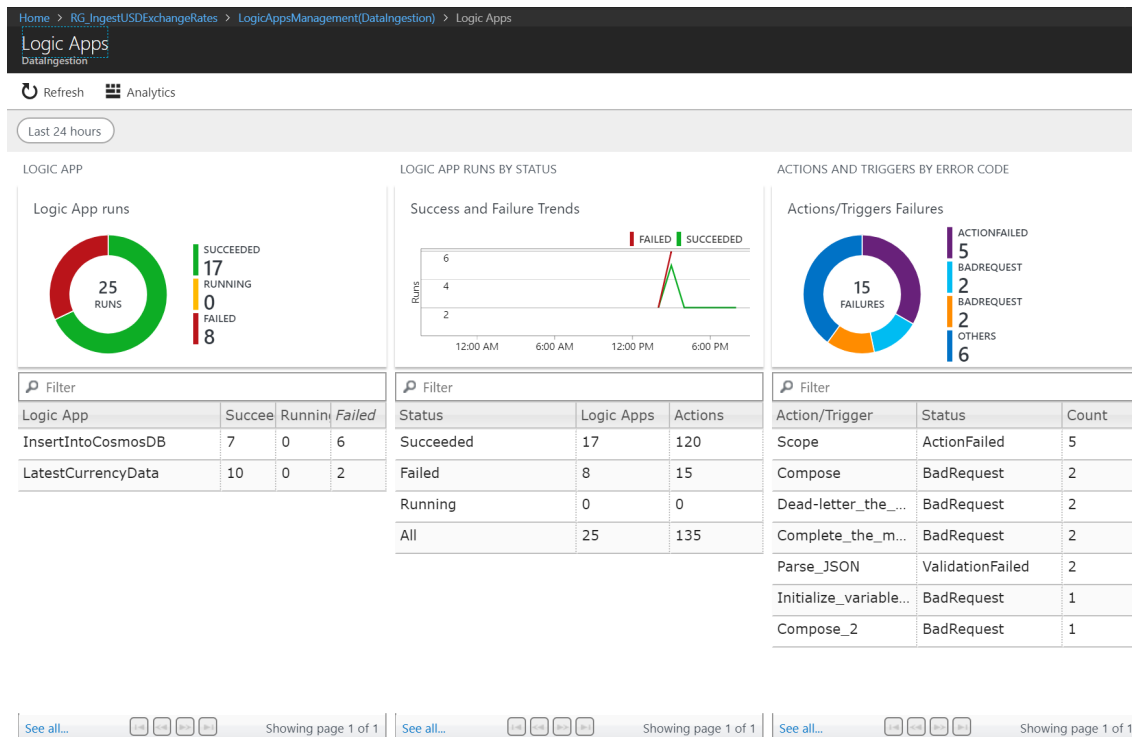 Home > RG_IngestUSDExchangeRates > LogicAppsManagement(DataIngestion) > Logic Apps
Logic Apps
DataIngestion
Refresh Analytics
Last 24 hours
LOGIC APP
Logic App runs
25
RUNS
SUCCEEDED
17
RUNNING
0
FAILED
8
Filter
Logic App Succee Runnin Failed
InsertIntoCosmosDB 7 0 6
LatestCurrencyData 10 0 2
See all... Showing page 1 of 1
LOGIC APP RUNS BY STATUS
Success and Failure Trends
FAILED SUCCEEDED
Runs
6
4
2
12:00 AM 6:00 AM 12:00 PM 6:00 PM
Filter
Status Logic Apps Actions
Succeeded 17 120
Failed 8 15
Running 0 0
All 25 135
See all... Showing page 1 of 1
ACTIONS AND TRIGGERS BY ERROR CODE
Actions/Triggers Failures
15
FAILURES
ACTIONFAILED
5
BADREQUEST
2
BADREQUEST
2
OTHERS
6
Filter
Action/Trigger Status Count
Scope ActionFailed 5
Compose BadRequest 2
Dead-letter_the_... BadRequest 2
Complete_the_m... BadRequest 2
Parse_JSON ValidationFailed 2
Initialize_variable... BadRequest 1
Compose_2 BadRequest 1
See all... Showing page 1 of 1